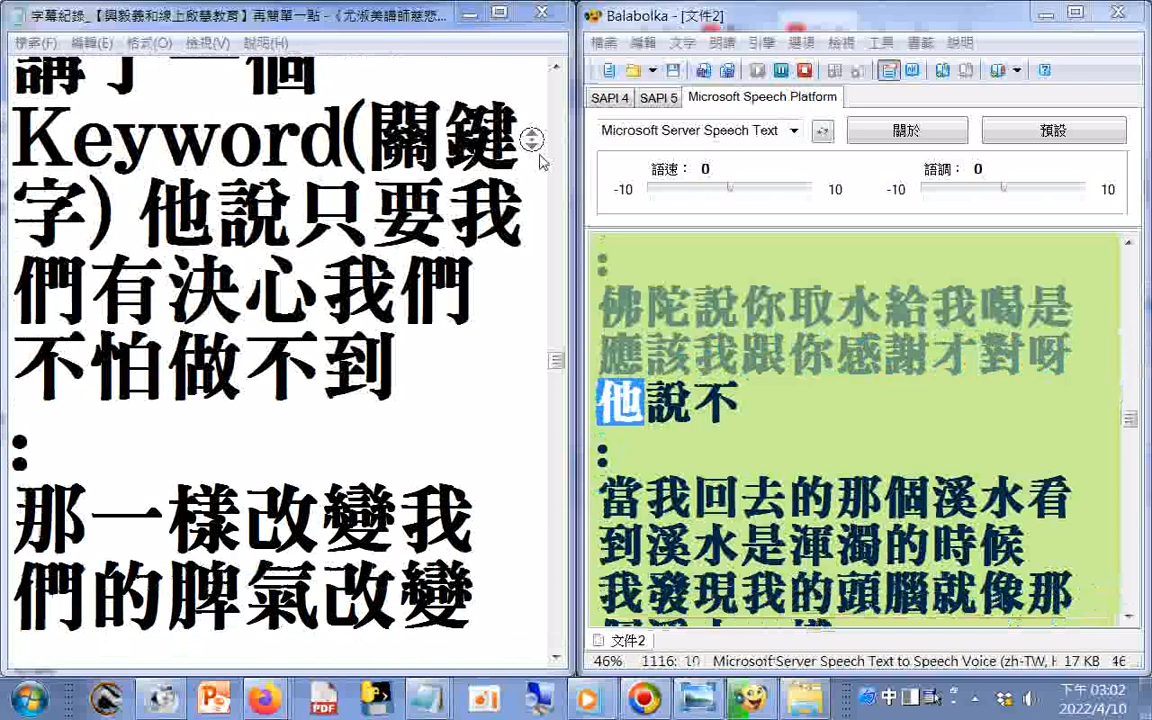 字幕紀錄_【興毅義和線上啟慧教育】再簡單一點-《尤淑美講師慈悲...
檔案(F) 編輯(E) 格式(O) 檢視(V) 說明(H)
講了一個
Keyword(關鍵
字) 他說只要我
們有決心我們
不怕做不到
:
那一樣改變我
們的脾氣改變
Balabolka - [文件2]
檔案 編輯 文字 朗讀 引擎 選項 檢視 工具 書籤 說明
SAPI 4 SAPI 5 Microsoft Speech Platform
Microsoft Server Speech Text 關於 預設
語速： 0 語調： 0
-10 10 -10 10
:
佛陀說你取水給我喝是
應該我跟你感謝才對呀
他說不
:
當我回去的那個溪水看
到溪水是渾濁的時候
我發現我的頭腦就像那
文件2
46% 1116: 10 Microsoft Server Speech Text to Speech Voice (zh-TW, H 17 KB 46
中 下午 03:02
2022/4/10